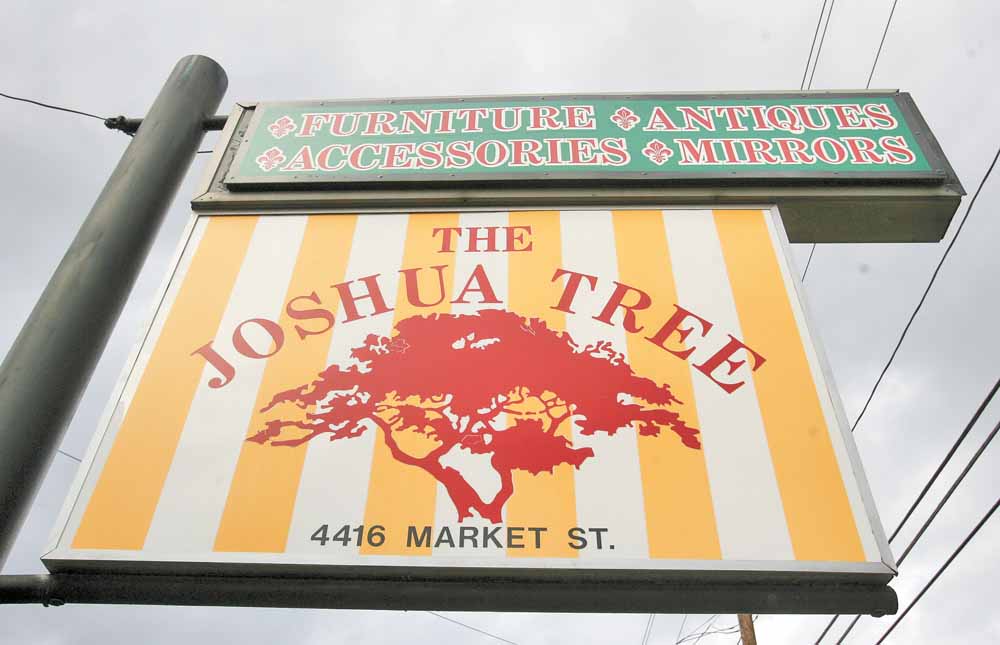 FURNITURE ANTIQUES
ACCESSORIES MIRRORS
THE
JOSHUA TREE
4416 MARKET ST.